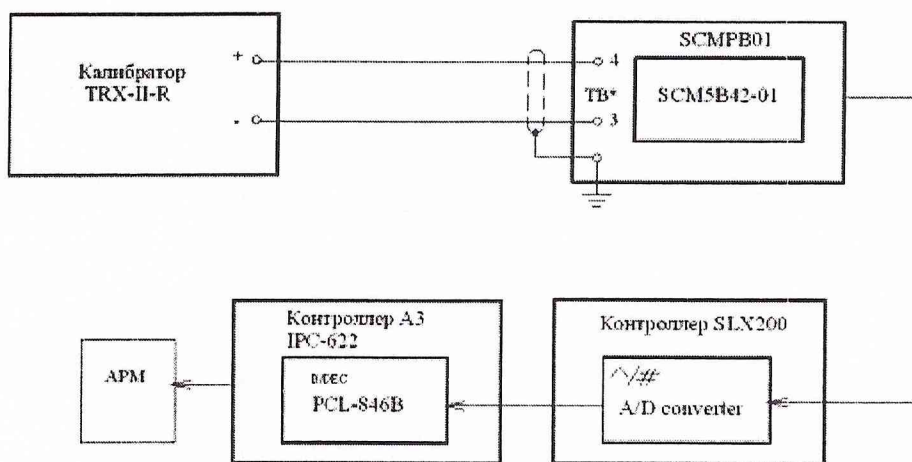 SCMPB01
+
4
Калибратор
TRX-II-R
TB*
SCM5B42-01
-
3
Контроллер А3
IPC-622
Контроллер SLX200
АРМ
PCL-846B
^/#
A/D converter